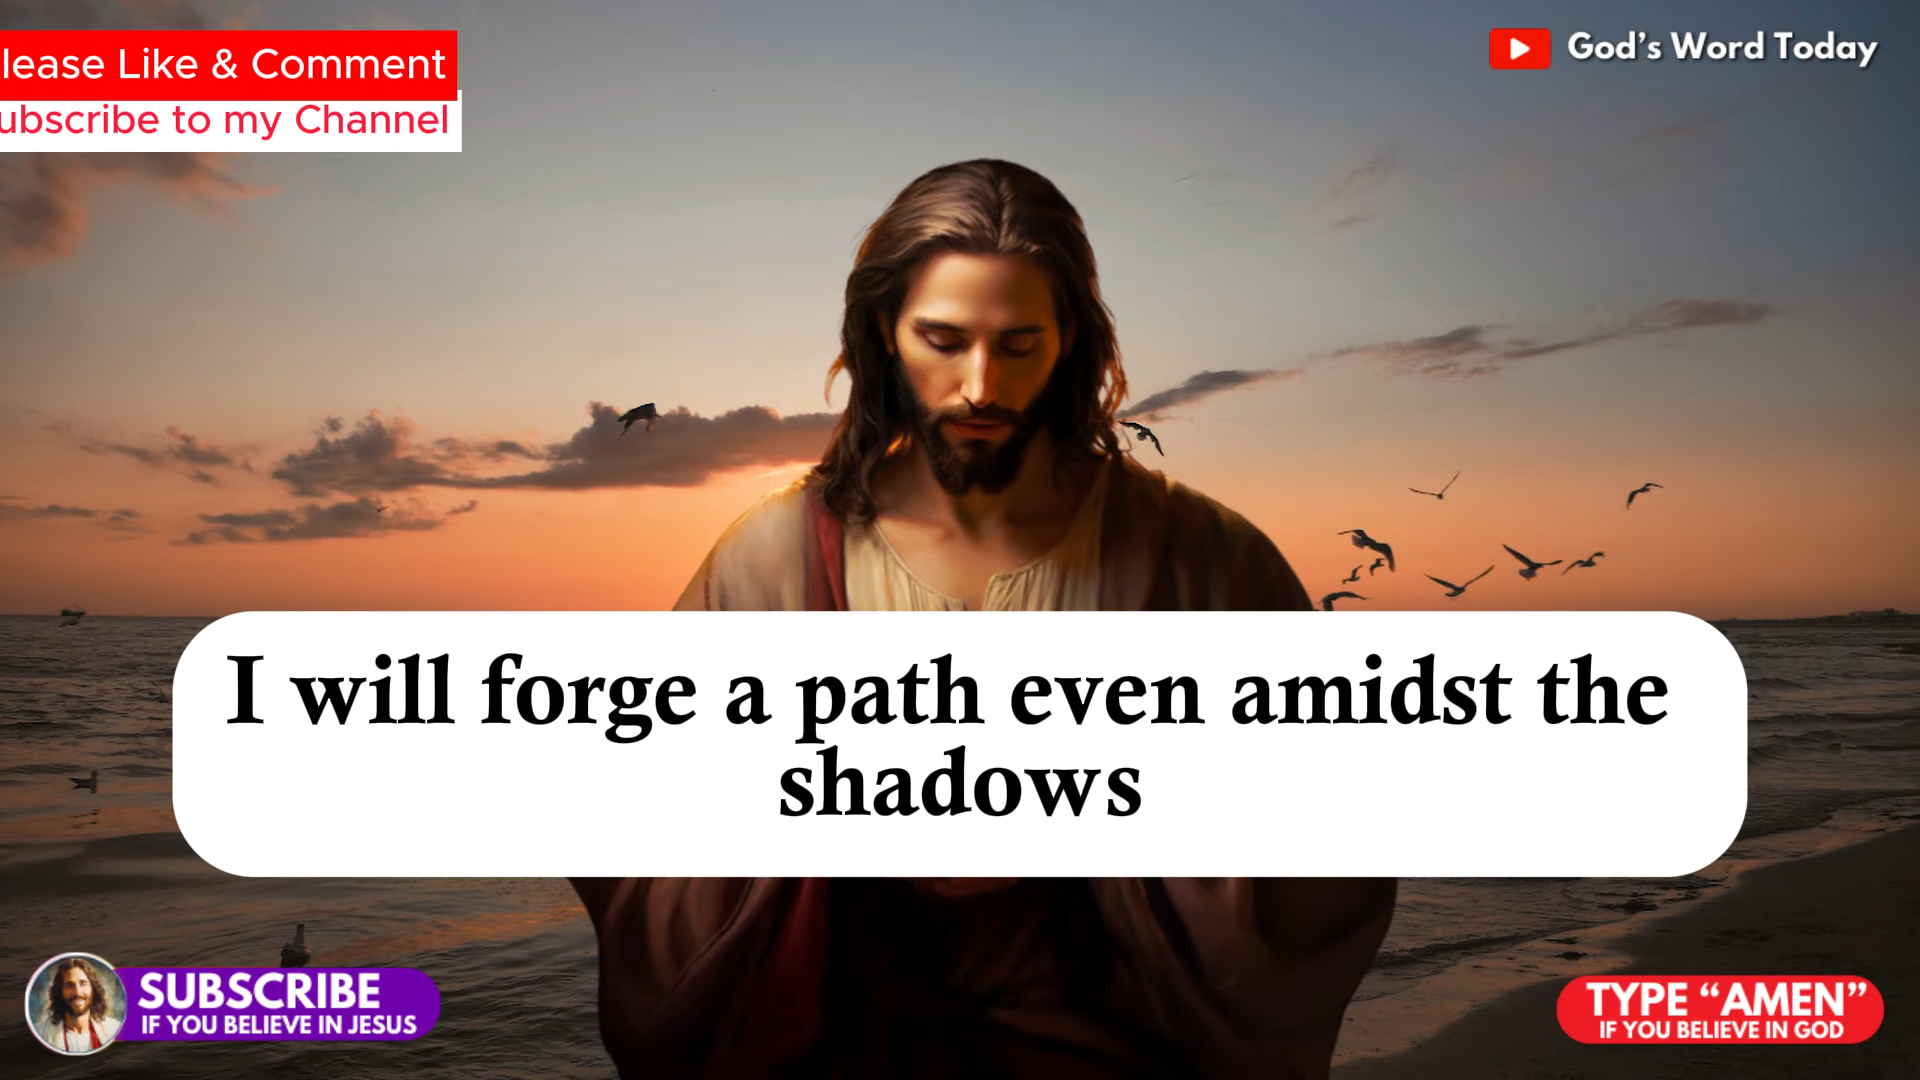 lease Like & Comment
ubscribe to my Channel
God's Word Today
I will forge a path even amidst the
shadows
SUBSCRIBE
IF YOU BELIEVE IN JESUS
TYPE “AMEN”
IF YOU BELIEVE IN GOD